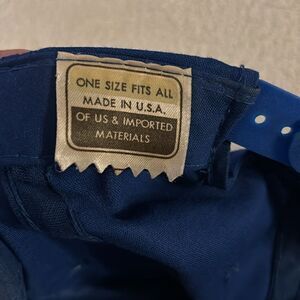 ONE SIZE FITS ALL
MADE IN U.S.A.
OF US & IMPORTED
MATERIALS